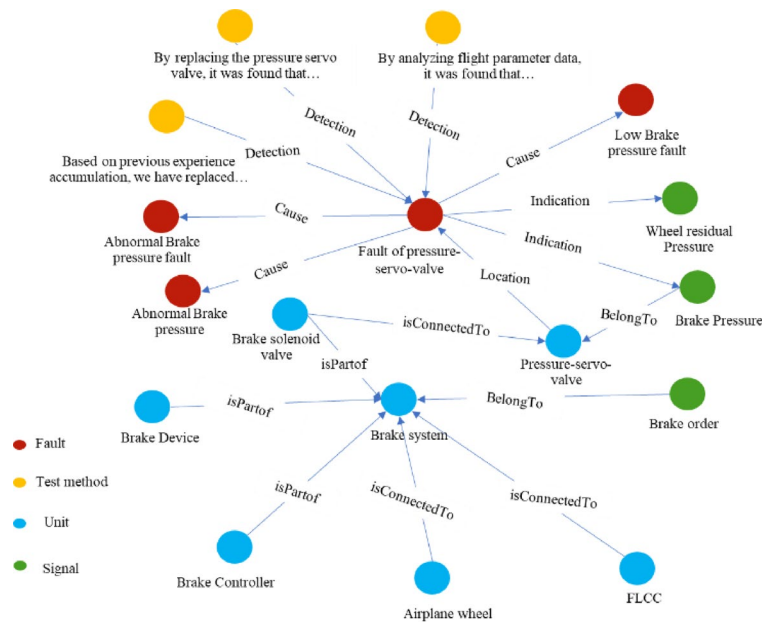 By replacing the pressure servo
valve, it was found that…
By analyzing flight parameter data,
it was found that…
Detection
Detection
Low Brake
pressure fault
Cause
Based on previous experience
accumulation, we have replaced…
Detection
Indication
Cause
Abnormal Brake
pressure fault
Fault of pressure-
servo-valve
Wheel residual
Pressure
Indication
Cause
Location
Abnormal Brake
pressure
BelongTo
Brake Pressure
Brake solenoid
valve
isConnectedTo
Pressure-servo-
valve
isPartof
isPartof
BelongTo
Brake Device
Brake system
Brake order
Fault
Test method
isPartof
isConnectedTo
isConnectedTo
Unit
Signal
Brake Controller
Airplane wheel
FLCC